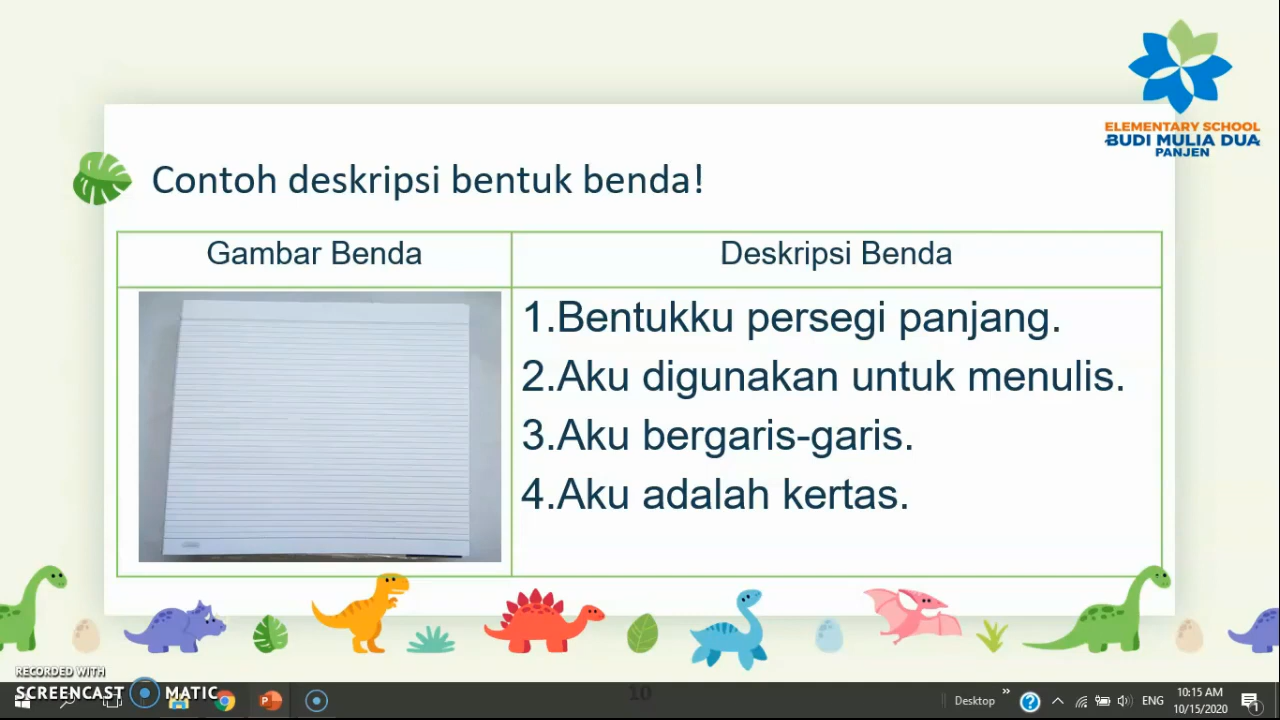 ELEMENTARY SCHOOL
BUDI MULIA DUA
PANJEN
Contoh deskripsi bentuk benda!
Gambar Benda
Deskripsi Benda
1.Bentukku persegi panjang.
2.Aku digunakan untuk menulis.
3.Aku bergaris-garis.
4.Aku adalah kertas.
RECORDED WITH
SCREENCAST MATIC
10
Desktop
ENG
10:15 AM
10/15/2020
1